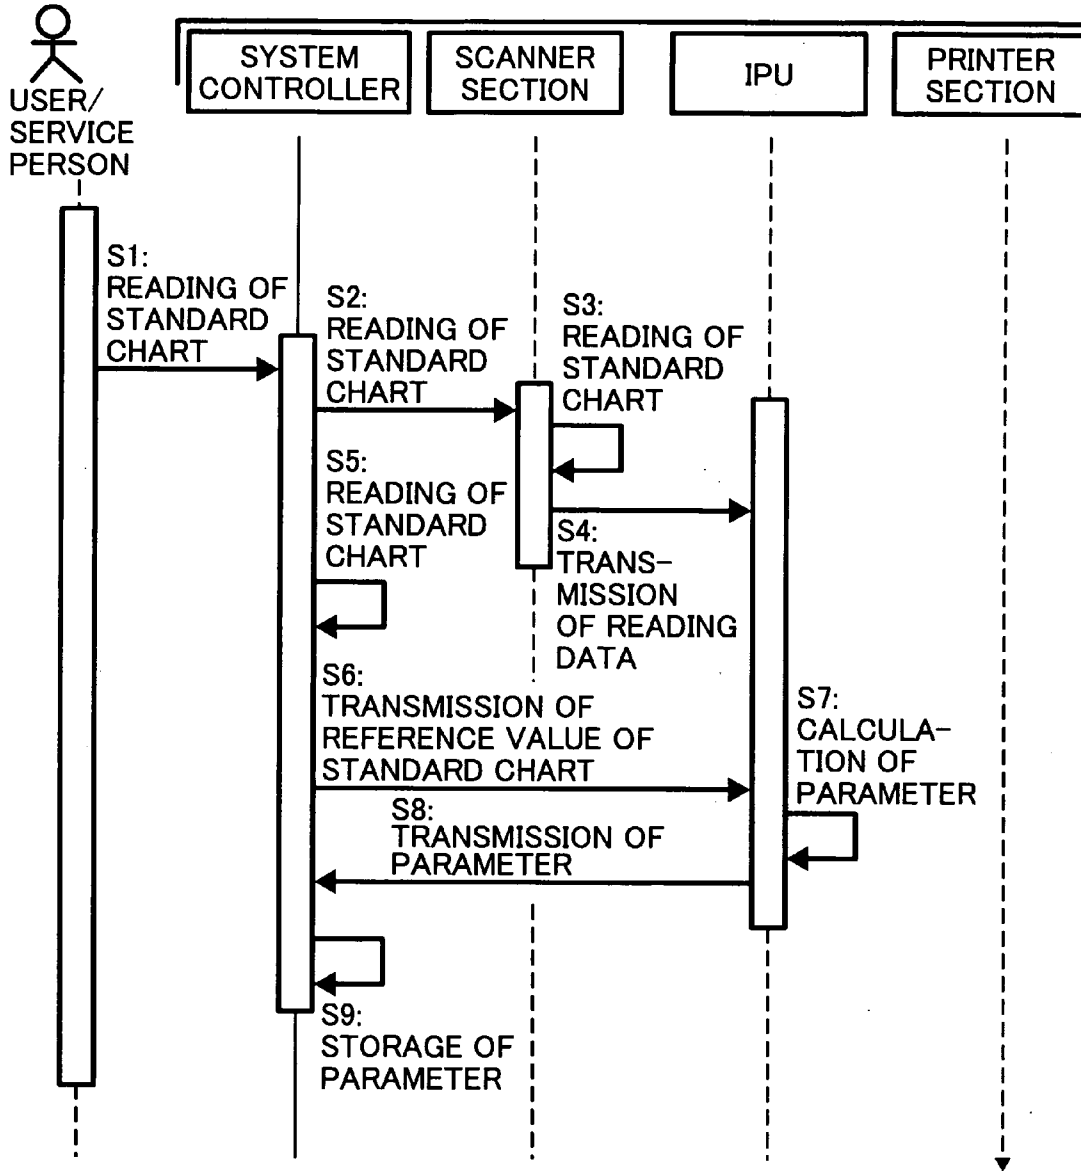 USER/
SERVICE
PERSON
SYSTEM
CONTROLLER
SCANNER
SECTION
IPU
PRINTER
SECTION
S1:
READING OF
STANDARD
CHART
S2:
READING OF
STANDARD
CHART
S3:
READING OF
STANDARD
CHART
S4:
TRANS-
MISSION
OF READING
DATA
S5:
READING OF
STANDARD
CHART
S6:
TRANSMISSION OF
REFERENCE VALUE OF
STANDARD CHART
S7:
CALCULA-
TION OF
PARAMETER
S8:
TRANSMISSION OF
PARAMETER
S9:
STORAGE OF
PARAMETER